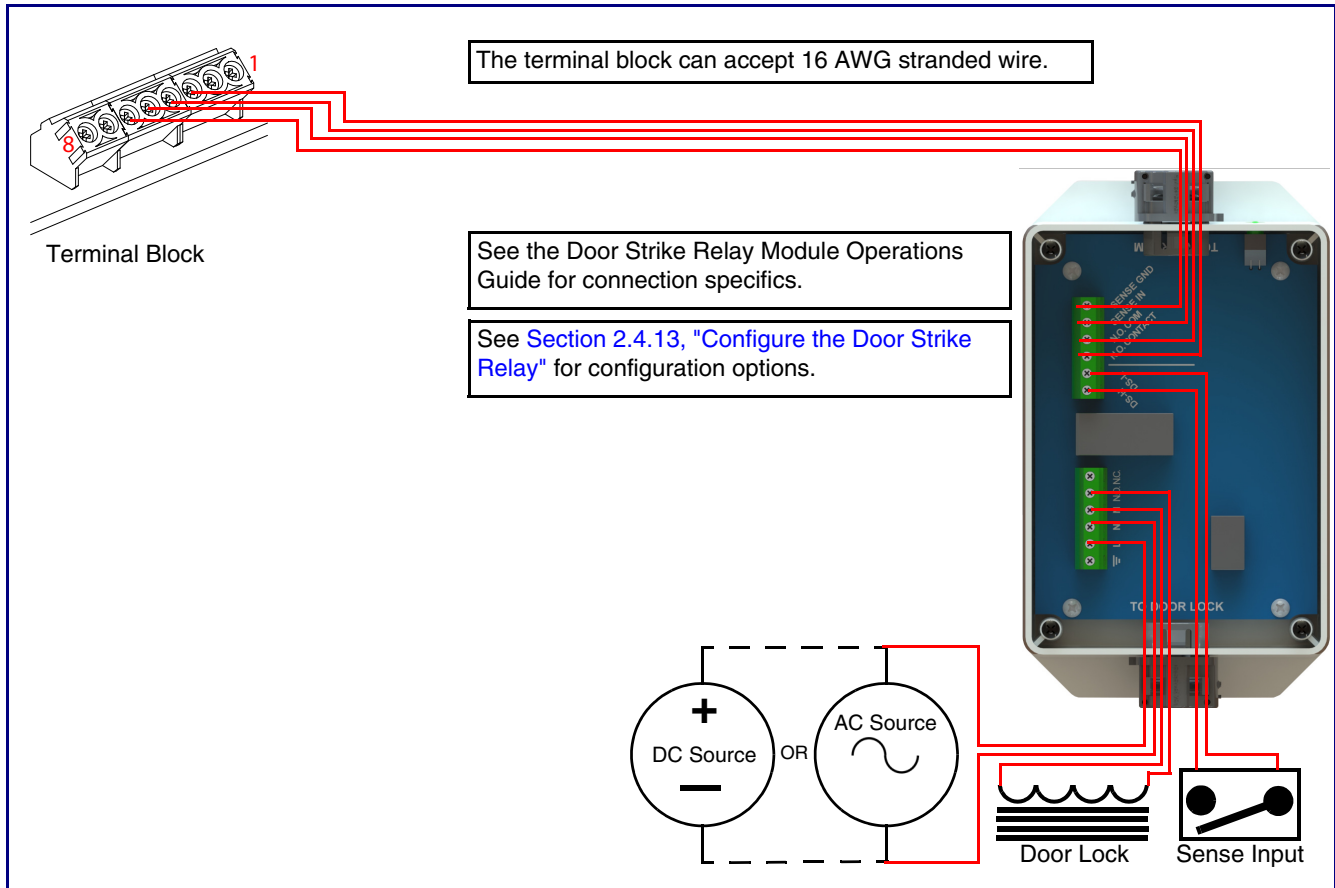 1
The terminal block can accept 16 AWG stranded wire.
8
Terminal Block
See the Door Strike Relay Module Operations
Guide for connection specifics.
See Section 2.4.13, "Configure the Door Strike
Relay" for configuration options.
SENSE GND
SENSE IN
N.O. COM
N.O. CONTACT
N.C.
N.O.
N
N
L
TO DOOR LOCK
+
DC Source
OR
AC Source
Door Lock
Sense Input